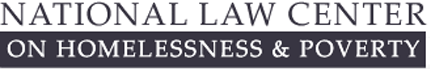 NATIONAL LAW CENTER
ON HOMELESSNESS & POVERTY